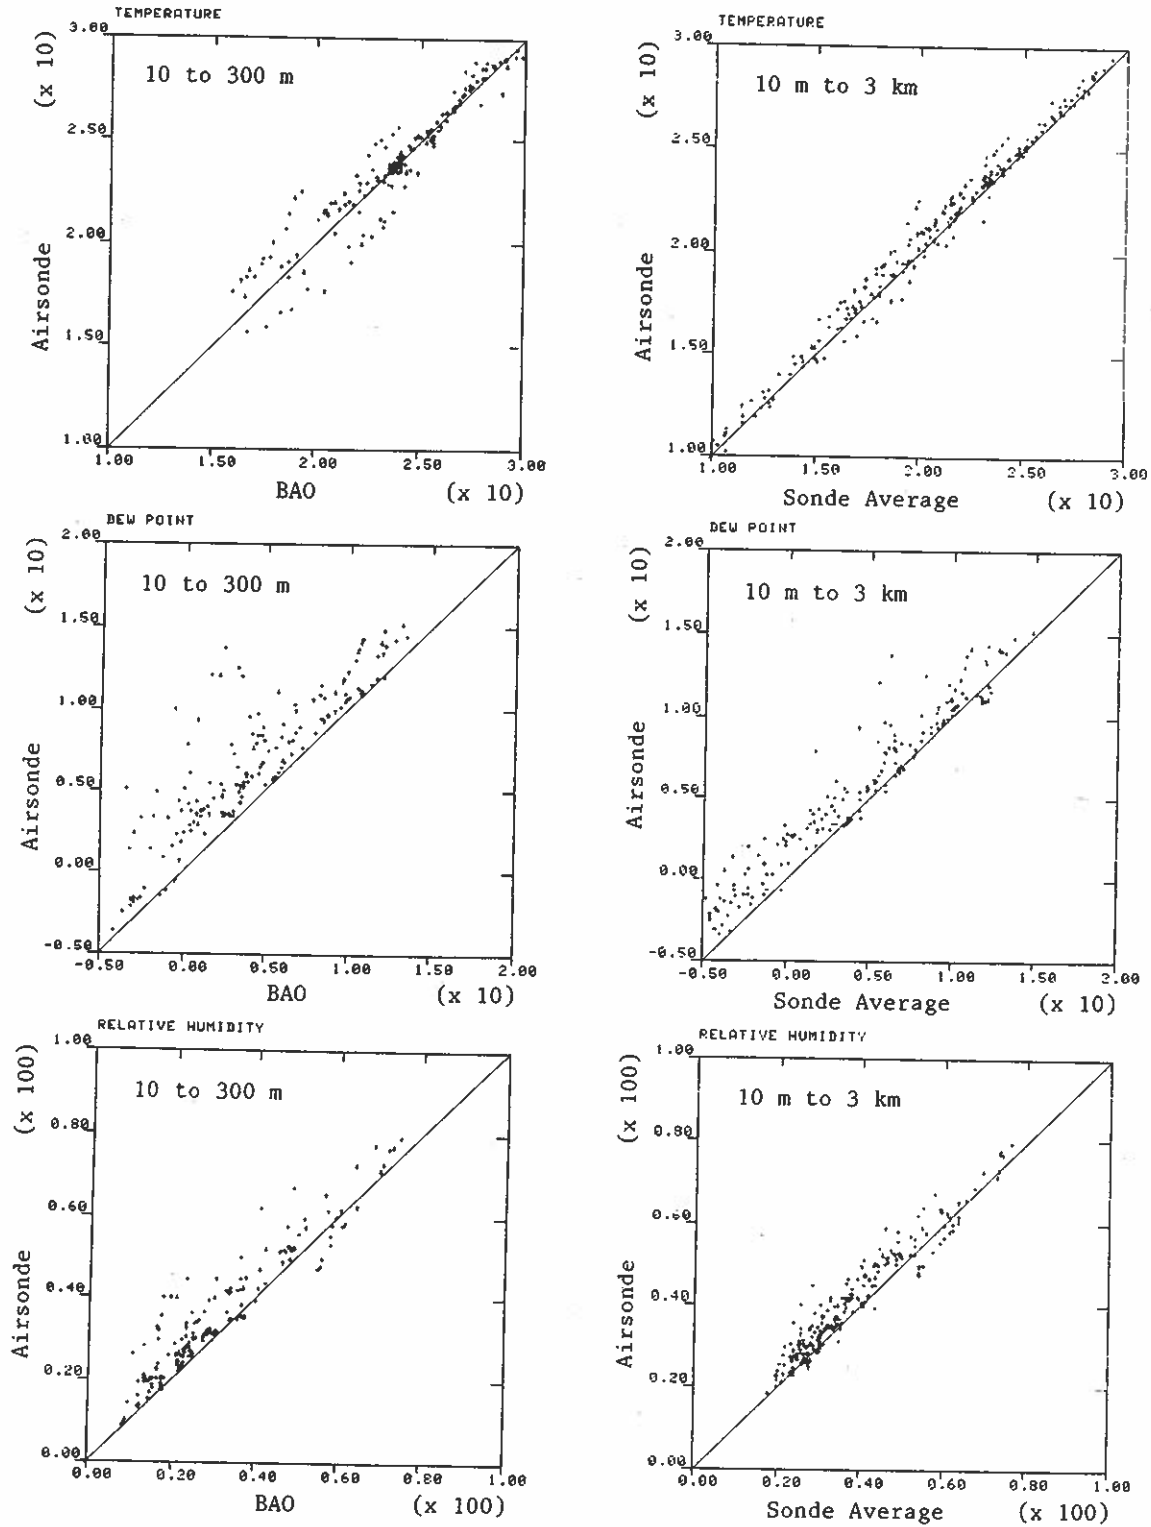 TEMPERATURE
3.00
(x 10)
10 to 300 m
2.50
2.00
Airsonde
1.50
1.00
1.00 1.50 2.00 2.50 3.00
BAO (x 10)
TEMPERATURE
3.00
(x 10)
10 m to 3 km
2.50
2.00
Airsonde
1.50
1.00
1.00 1.50 2.00 2.50 3.00
Sonde Average (x 10)
DEW POINT
2.00
(x 10)
10 to 300 m
1.50
1.00
Airsonde
0.50
0.00
-0.50
-0.50 0.00 0.50 1.00 1.50 2.00
BAO (x 10)
DEW POINT
2.00
(x 10)
10 m to 3 km
1.50
1.00
Airsonde
0.50
0.00
-0.50
-0.50 0.00 0.50 1.00 1.50 2.00
Sonde Average (x 10)
RELATIVE HUMIDITY
1.00
(x 100)
10 to 300 m
0.80
0.60
Airsonde
0.40
0.20
0.00
0.00 0.20 0.40 0.60 0.80 1.00
BAO (x 100)
RELATIVE HUMIDITY
1.00
(x 100)
10 m to 3 km
0.80
0.60
Airsonde
0.40
0.20
0.00
0.00 0.20 0.40 0.60 0.80 1.00
Sonde Average (x 100)